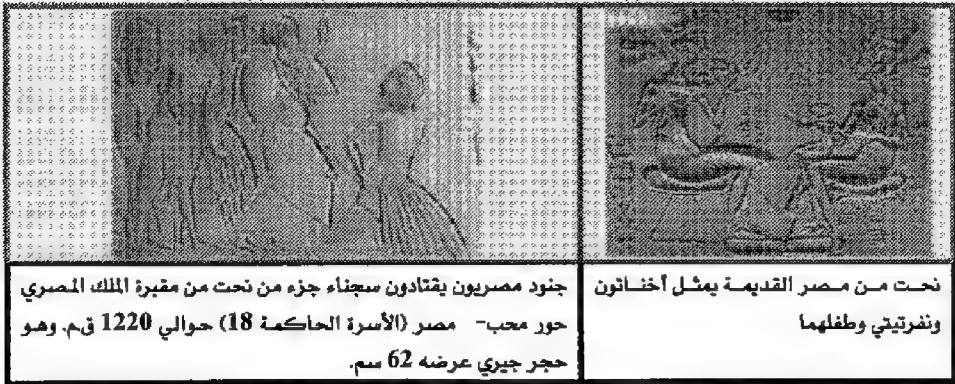 نحت من مصر القديمة يمثل أخناتون
ونفرتيتي وطفلهما
جنود مصريون يقتادون سجناء جزء من نحت من مقبرة الملك المصري
حور محب- مصر (الأسرة الحاكمة 18) حوالي 1220 ق.م. وهو
حجر جيري عرضه 62 سم.